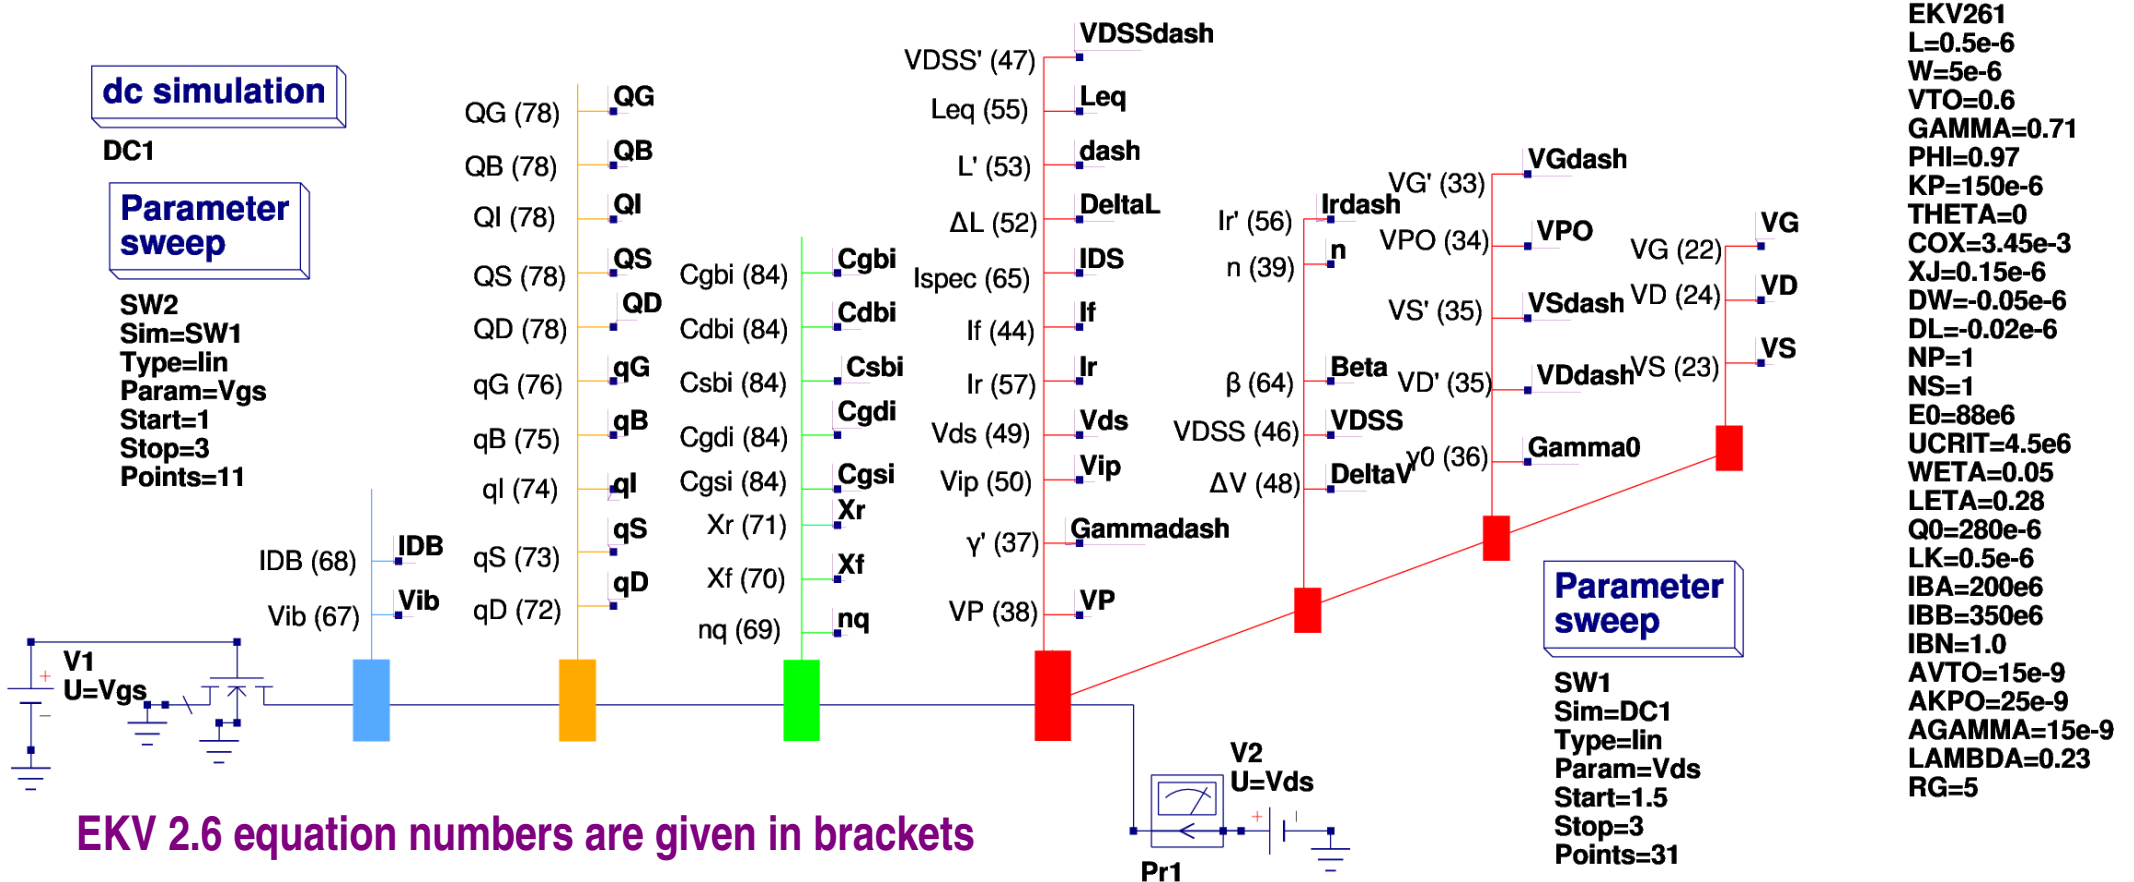 dc simulation
DC1
Parameter
sweep
SW2
Sim=SW1
Type=lin
Param=Vgs
Start=1
Stop=3
Points=11
V1
U=Vgs
+
−
IDB (68) IDB
Vib (67) Vib
QG (78) QG
QB (78) QB
QI (78) QI
QS (78) QS
QD (78) QD
qG (76) qG
qB (75) qB
qI (74) qI
qS (73) qS
qD (72) qD
Cgbi (84) Cgbi
Cdbi (84) Cdbi
Csbi (84) Csbi
Cgdi (84) Cgdi
Cgsi (84) Cgsi
Xr (71) Xr
Xf (70) Xf
nq (69) nq
VDSS' (47) VDSSdash
Leq (55) Leq
L' (53) dash
ΔL (52) DeltaL
Ispec (65) IDS
If (44) If
Ir (57) Ir
Vds (49) Vds
Vip (50) Vip
γ' (37) Gammadash
VP (38) VP
Ir' (56) Irdash
n (39) n
β (64) Beta
VDSS (46) VDSS
ΔV (48) DeltaV
VG' (33) VGdash
VPO (34) VPO
VS' (35) VSdash
VD' (35) VDdash
γ0 (36) Gamma0
VG (22) VG
VD (24) VD
VS (23) VS
V2
U=Vds
+
Pr1
Parameter
sweep
SW1
Sim=DC1
Type=lin
Param=Vds
Start=1.5
Stop=3
Points=31
EKV261
L=0.5e-6
W=5e-6
VTO=0.6
GAMMA=0.71
PHI=0.97
KP=150e-6
THETA=0
COX=3.45e-3
XJ=0.15e-6
DW=-0.05e-6
DL=-0.02e-6
NP=1
NS=1
E0=88e6
UCRIT=4.5e6
WETA=0.05
LETA=0.28
Q0=280e-6
LK=0.5e-6
IBA=200e6
IBB=350e6
IBN=1.0
AVTO=15e-9
AKPO=25e-9
AGAMMA=15e-9
LAMBDA=0.23
RG=5
EKV 2.6 equation numbers are given in brackets